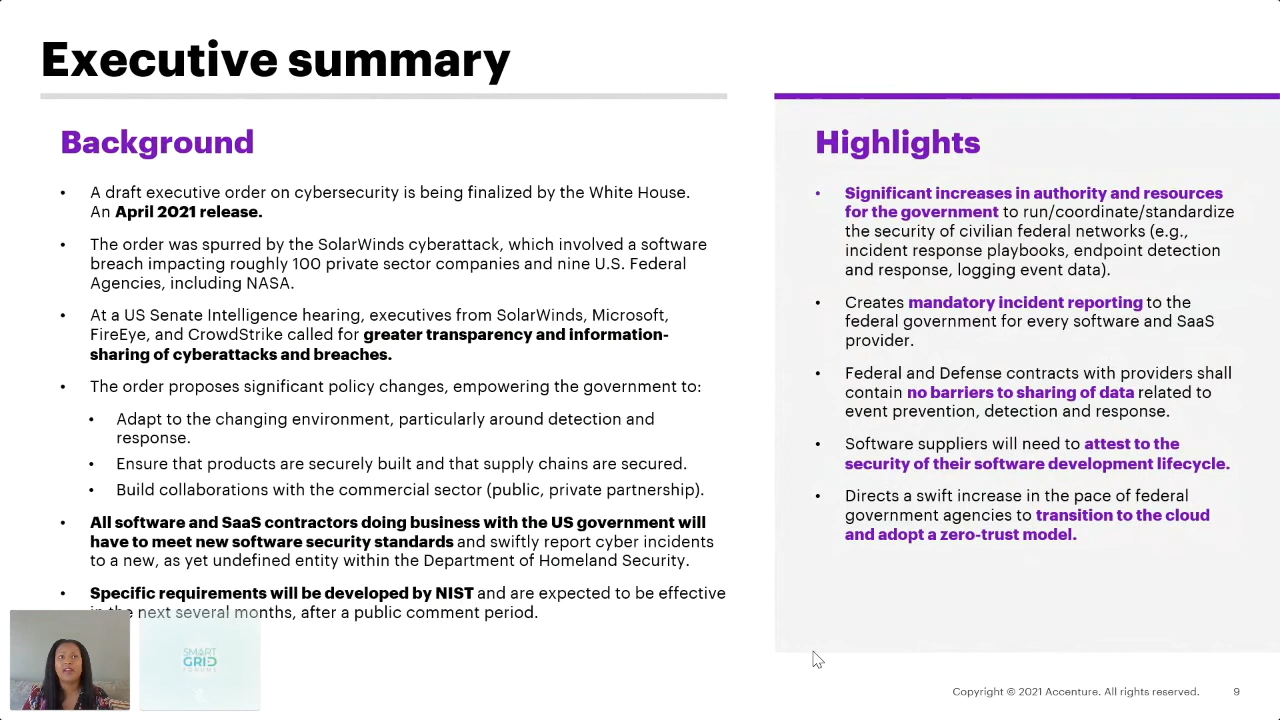 Executive summary
Background
• A draft executive order on cybersecurity is being finalized by the White House.
An April 2021 release.
• The order was spurred by the SolarWinds cyberattack, which involved a software
breach impacting roughly 100 private sector companies and nine U.S. Federal
Agencies, including NASA.
• At a US Senate Intelligence hearing, executives from SolarWinds, Microsoft,
FireEye, and CrowdStrike called for greater transparency and information-
sharing of cyberattacks and breaches.
• The order proposes significant policy changes, empowering the government to:
• Adapt to the changing environment, particularly around detection and
response.
• Ensure that products are securely built and that supply chains are secured.
• Build collaborations with the commercial sector (public, private partnership).
• All software and SaaS contractors doing business with the US government will
have to meet new software security standards and swiftly report cyber incidents
to a new, as yet undefined entity within the Department of Homeland Security.
• Specific requirements will be developed by NIST and are expected to be effective
in the next several months, after a public comment period.
Highlights
• Significant increases in authority and resources
for the government to run/coordinate/standardize
the security of civilian federal networks (e.g.,
incident response playbooks, endpoint detection
and response, logging event data).
• Creates mandatory incident reporting to the
federal government for every software and SaaS
provider.
• Federal and Defense contracts with providers shall
contain no barriers to sharing of data related to
event prevention, detection and response.
• Software suppliers will need to attest to the
security of their software development lifecycle.
• Directs a swift increase in the pace of federal
government agencies to transition to the cloud
and adopt a zero-trust model.
SMART
GRID
FORUMS
Copyright © 2021 Accenture. All rights reserved. 9